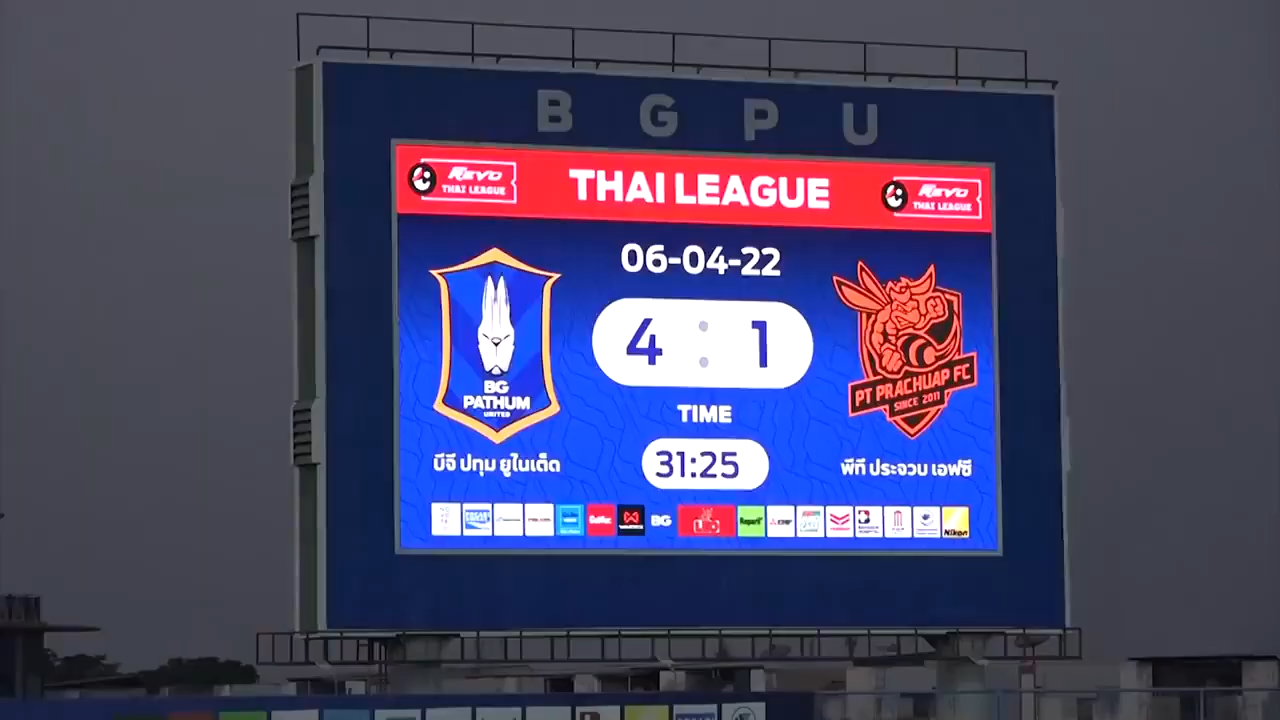 B G P U
REVO
THAI LEAGUE
THAI LEAGUE
REVO
THAI LEAGUE
06-04-22
4 : 1
BG
PATHUM
UNITED
PT PRACHUAP FC
SINCE 2011
TIME
31:25
บีจี ปทุม ยูไนเต็ด
พีที ประจวบ เอฟซี
BG
Nikon